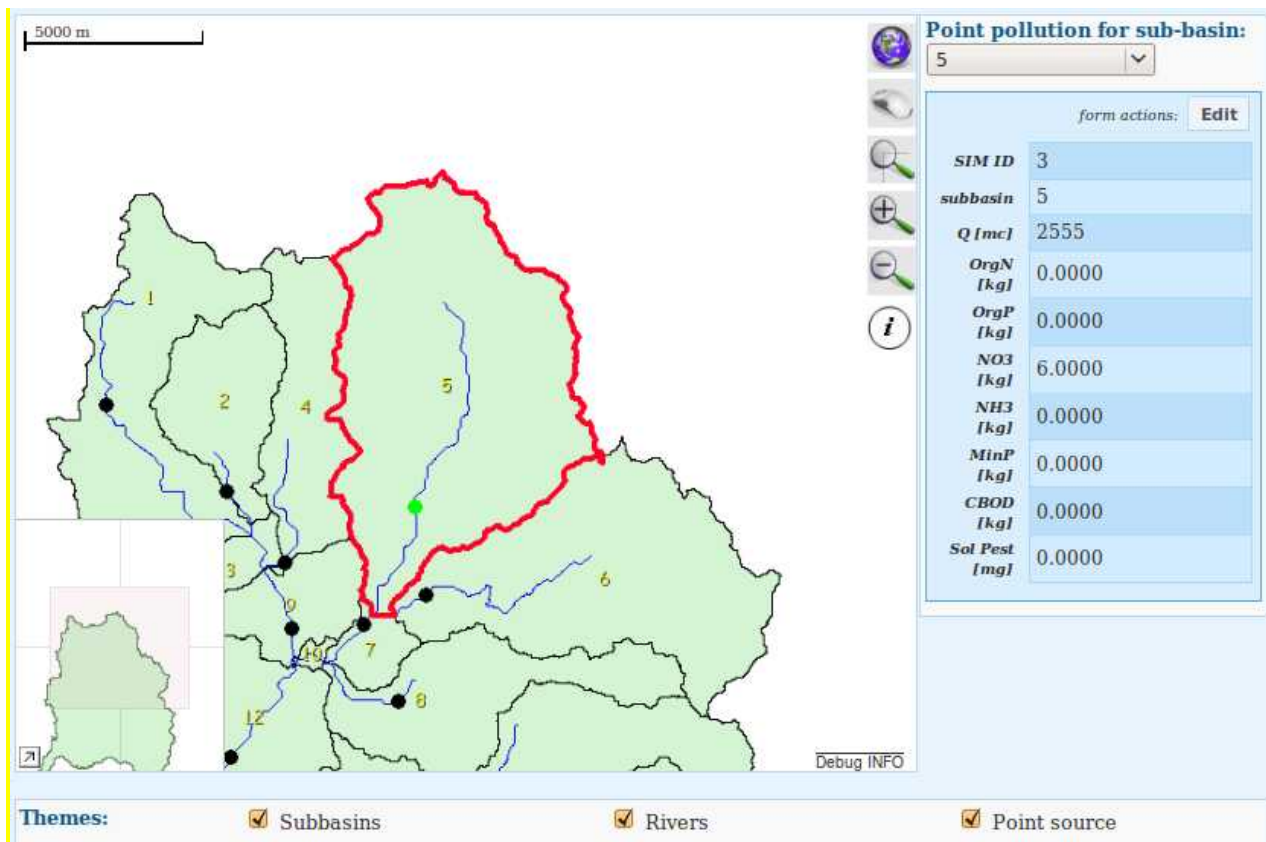 5000 m
1
2
4
5
3
6
9
7
10
8
12
Debug INFO
Point pollution for sub-basin:
5
form actions: Edit
SIM ID 3
subbasin 5
Q [mc] 2555
OrgN
[kg] 0.0000
OrgP
[kg] 0.0000
NO3
[kg] 6.0000
NH3
[kg] 0.0000
MinP
[kg] 0.0000
CBOD
[kg] 0.0000
Sol Pest
[mg] 0.0000
i
Themes: Subbasins Rivers Point source